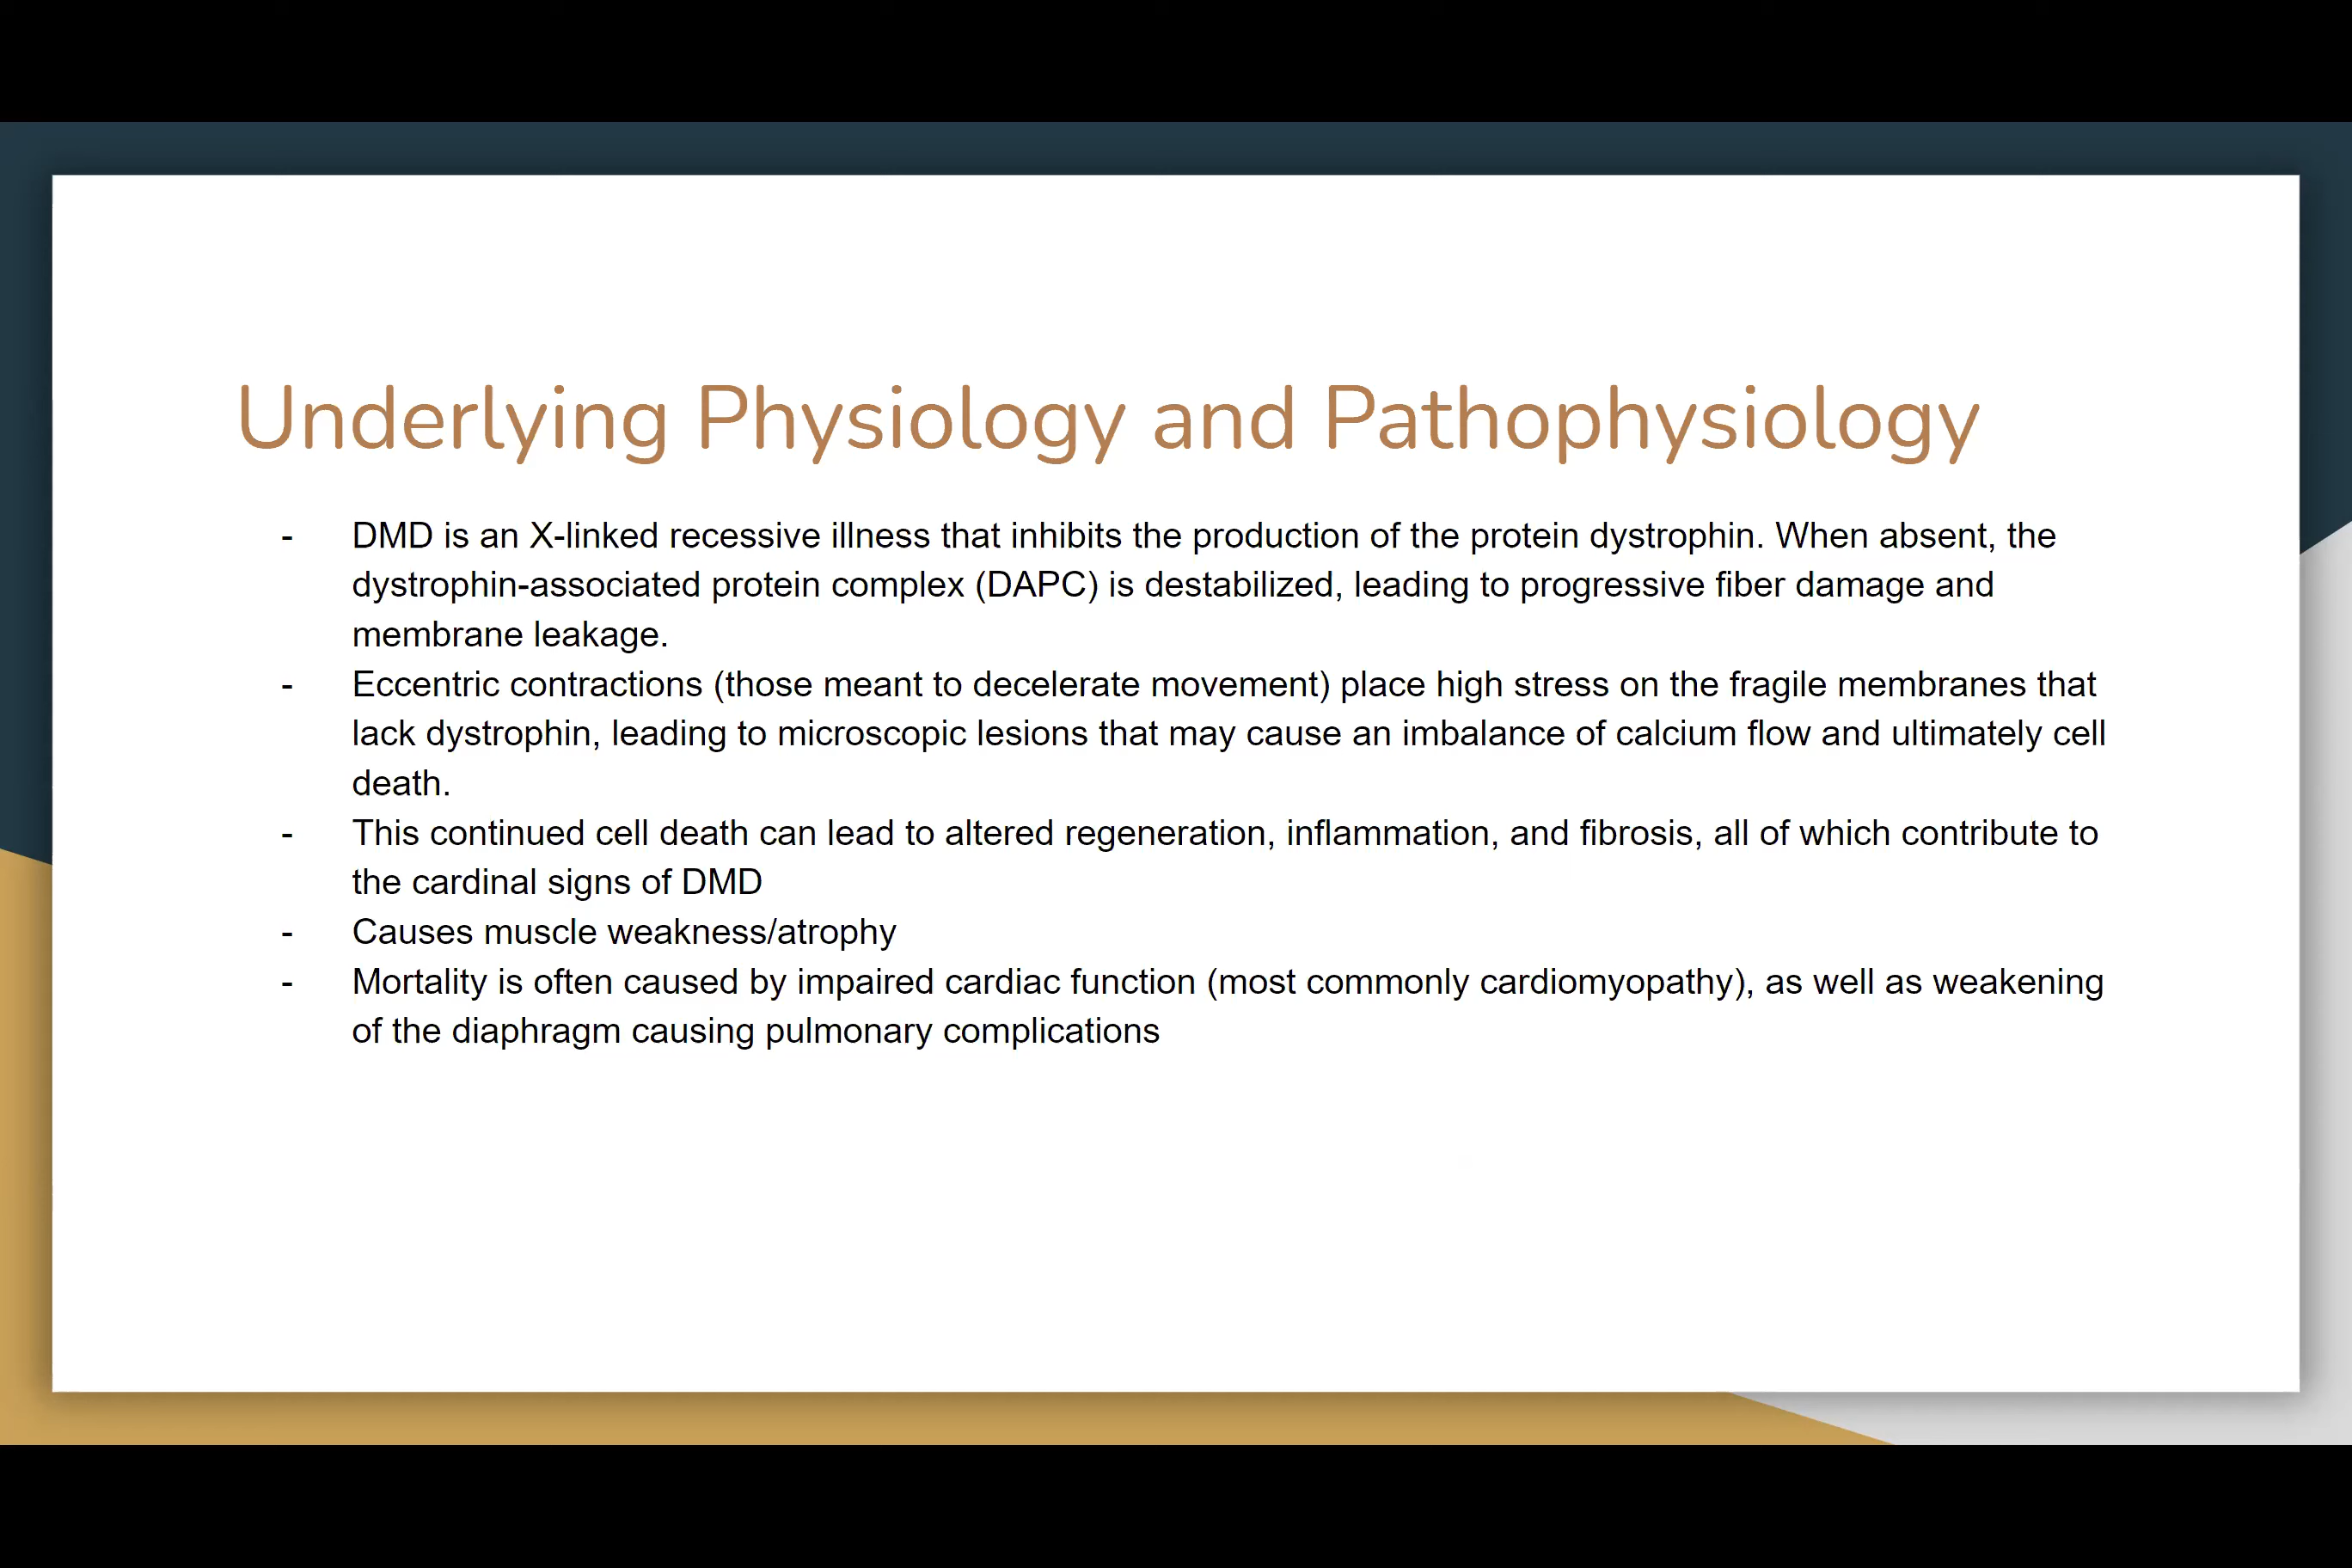 Underlying Physiology and Pathophysiology
- DMD is an X-linked recessive illness that inhibits the production of the protein dystrophin. When absent, the
dystrophin-associated protein complex (DAPC) is destabilized, leading to progressive fiber damage and
membrane leakage.
- Eccentric contractions (those meant to decelerate movement) place high stress on the fragile membranes that
lack dystrophin, leading to microscopic lesions that may cause an imbalance of calcium flow and ultimately cell
death.
- This continued cell death can lead to altered regeneration, inflammation, and fibrosis, all of which contribute to
the cardinal signs of DMD
- Causes muscle weakness/atrophy
- Mortality is often caused by impaired cardiac function (most commonly cardiomyopathy), as well as weakening
of the diaphragm causing pulmonary complications